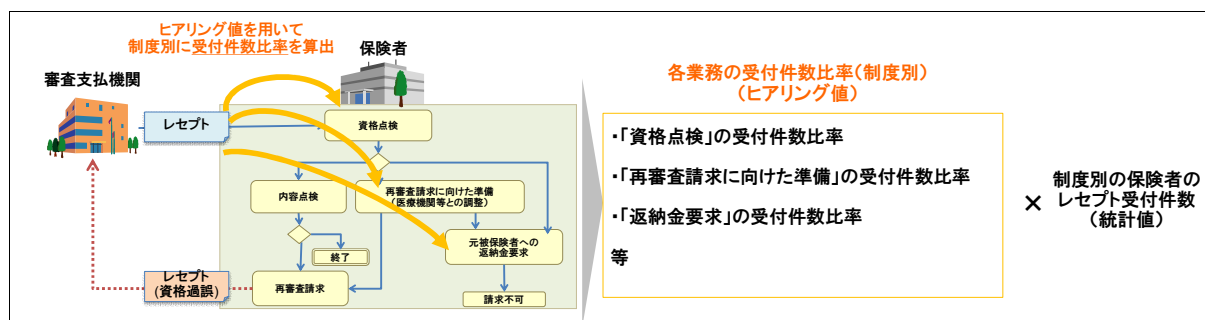 ヒアリング値を用いて
制度別に受付件数比率を算出
保険者
審査支払機関
レセプト
資格点検
内容点検
再審査請求に向けた準備
(医療機関等との調整)
終了
元被保険者への
返納金要求
レセプト
(資格過誤)
再審査請求
請求不可
各業務の受付件数比率(制度別)
(ヒアリング値)
・「資格点検」の受付件数比率
・「再審査請求に向けた準備」の受付件数比率
・「返納金要求」の受付件数比率
等
×
制度別の保険者の
レセプト受付件数
(統計値)